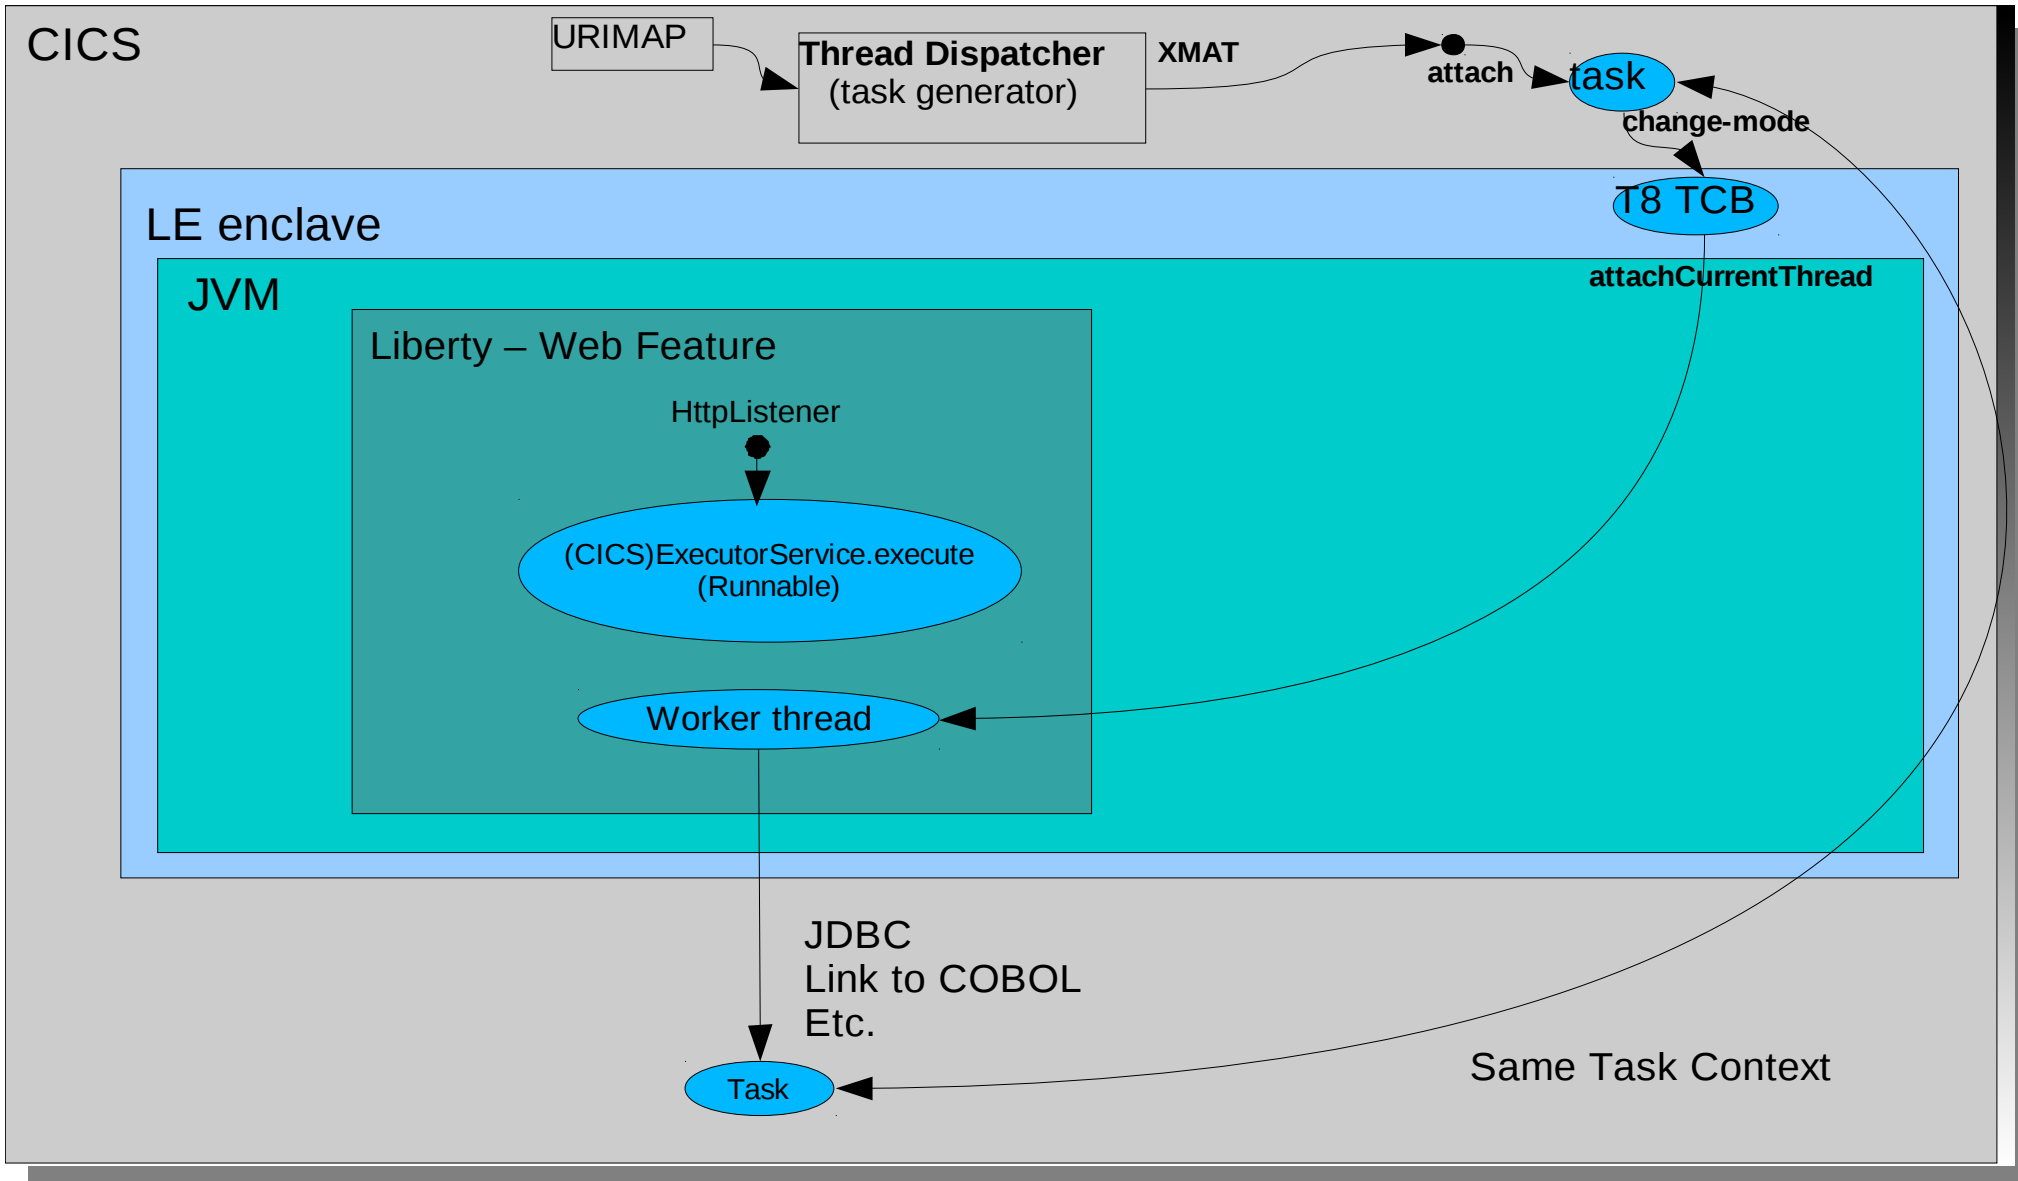 CICS
URIMAP
Thread Dispatcher
(task generator)
XMAT
attach
task
change-mode
LE enclave
T8 TCB
JVM
attachCurrentThread
Liberty – Web Feature
HttpListener
(CICS)ExecutorService.execute
(Runnable)
Worker thread
JDBC
Link to COBOL
Etc.
Same Task Context
Task